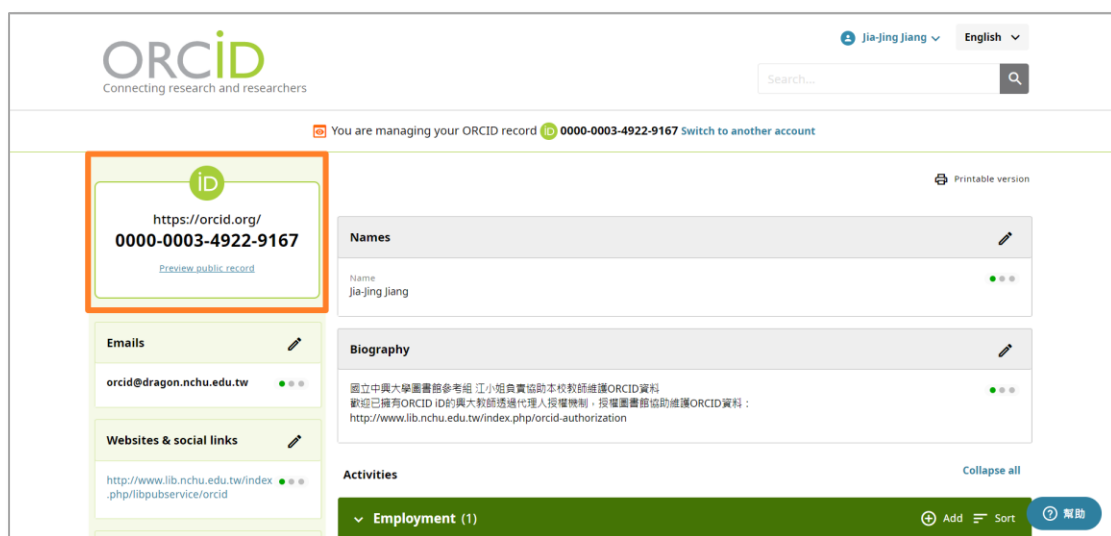 ORCiD
Connecting research and researchers
Jia-Jing Jiang
English
Search...
You are managing your ORCID record iD 0000-0003-4922-9167 Switch to another account
iD
https://orcid.org/
0000-0003-4922-9167
Preview public record
Emails
orcid@dragon.nchu.edu.tw
Websites & social links
http://www.lib.nchu.edu.tw/index
.php/libpubservice/orcid
Printable version
Names
Name
Jia-Jing Jiang
Biography
國立中興大學圖書館參考組 江小姐負責協助本校教師維護ORCID資料
歡迎已擁有ORCID iD的興大教師透過代理人授權機制，授權圖書館協助維護ORCID資料：
http://www.lib.nchu.edu.tw/index.php/orcid-authorization
Activities
Collapse all
Employment (1)
Add
Sort
幫助